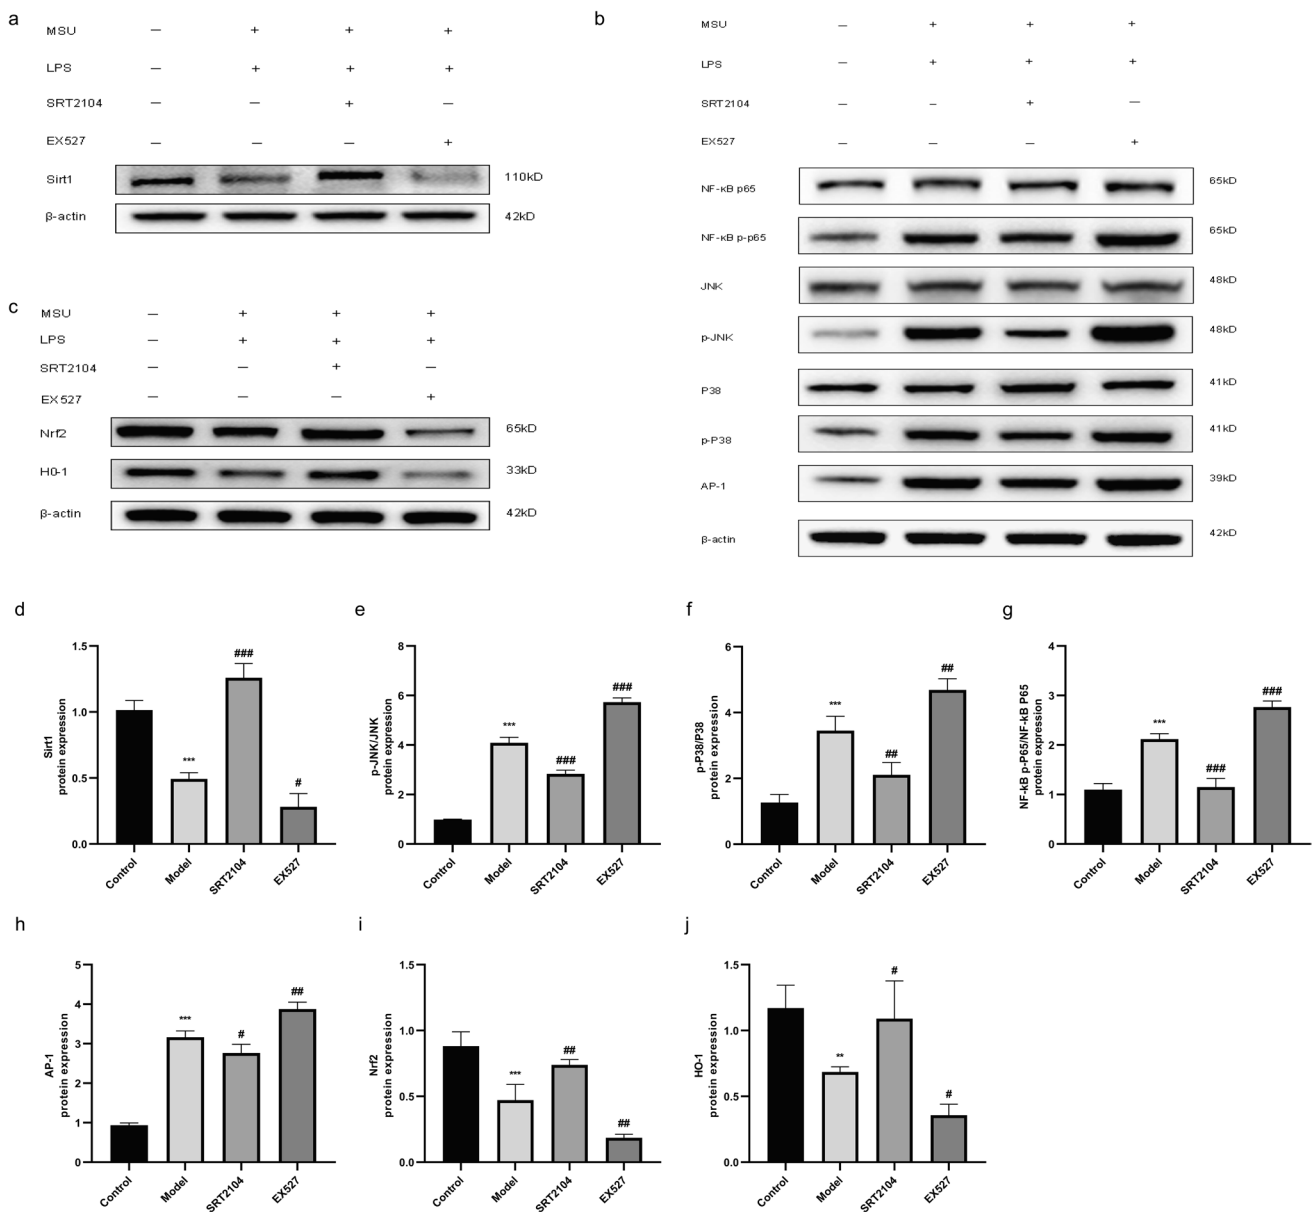 a
MSU − + + +
LPS − + + +
SRT2104 − − + −
EX527 − − − +
Sirt1 110kD
β-actin 42kD
b
MSU − + + +
LPS − + + +
SRT2104 − − + −
EX527 − − − +
NF-κB p65 65kD
NF-κB p-p65 65kD
JNK 48kD
p-JNK 48kD
P38 41kD
p-P38 41kD
AP-1 39kD
β-actin 42kD
c
MSU − + + +
LPS − + + +
SRT2104 − − + −
EX527 − − − +
Nrf2 65kD
H0-1 33kD
β-actin 42kD
d
Sirt1
protein expression
1.5
1.0
0.5
0.0
***
###
#
Control
Model
SRT2104
EX527
e
p-JNK/JNK
protein expression
8
6
4
2
0
***
###
###
Control
Model
SRT2104
EX527
f
p-P38/P38
protein expression
6
4
2
0
***
##
##
Control
Model
SRT2104
EX527
g
NF-kB p-P65/NF-kB P65
protein expression
4
3
2
1
0
***
###
###
Control
Model
SRT2104
EX527
h
AP-1
protein expression
5
4
3
2
1
0
***
#
##
Control
Model
SRT2104
EX527
i
Nrf2
protein expression
1.5
1.0
0.5
0.0
***
##
##
Control
Model
SRT2104
EX527
j
HO-1
protein expression
1.5
1.0
0.5
0.0
**
#
#
Control
Model
SRT2104
EX527